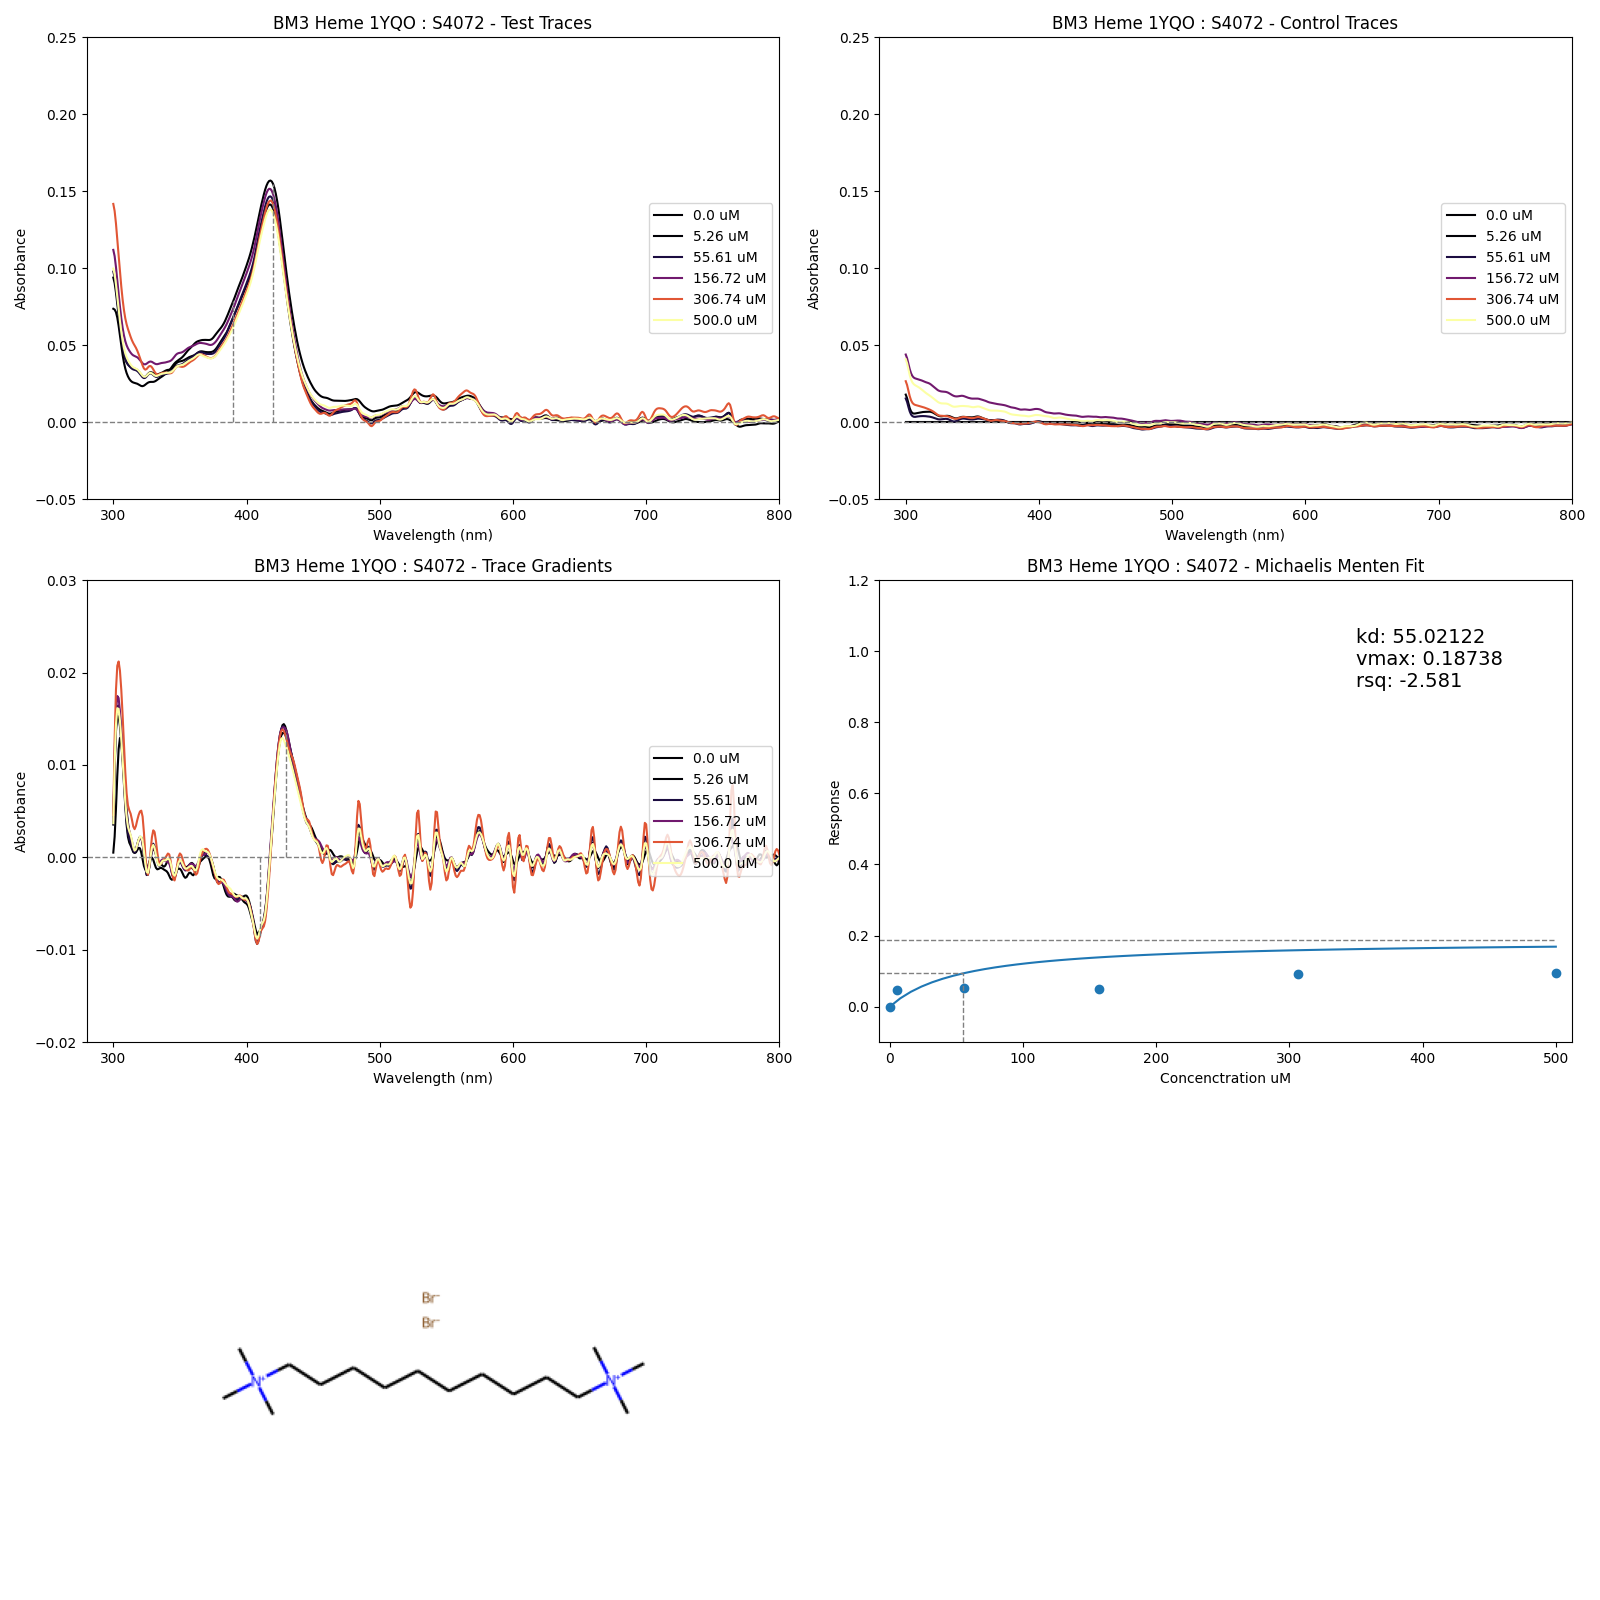 BM3 Heme 1YQO : S4072 - Test Traces
0.25
0.20
0.15
0.10
0.05
0.00
−0.05
Absorbance
300 400 500 600 700 800
Wavelength (nm)
0.0 uM
5.26 uM
55.61 uM
156.72 uM
306.74 uM
500.0 uM
BM3 Heme 1YQO : S4072 - Control Traces
0.25
0.20
0.15
0.10
0.05
0.00
−0.05
Absorbance
300 400 500 600 700 800
Wavelength (nm)
0.0 uM
5.26 uM
55.61 uM
156.72 uM
306.74 uM
500.0 uM
BM3 Heme 1YQO : S4072 - Trace Gradients
0.03
0.02
0.01
0.00
−0.01
−0.02
Absorbance
300 400 500 600 700 800
Wavelength (nm)
0.0 uM
5.26 uM
55.61 uM
156.72 uM
306.74 uM
500.0 uM
BM3 Heme 1YQO : S4072 - Michaelis Menten Fit
1.2
1.0
0.8
0.6
0.4
0.2
0.0
Response
0 100 200 300 400 500
Concenctration uM
kd: 55.02122
vmax: 0.18738
rsq: -2.581
Br⁻
Br⁻
N⁺ N⁺